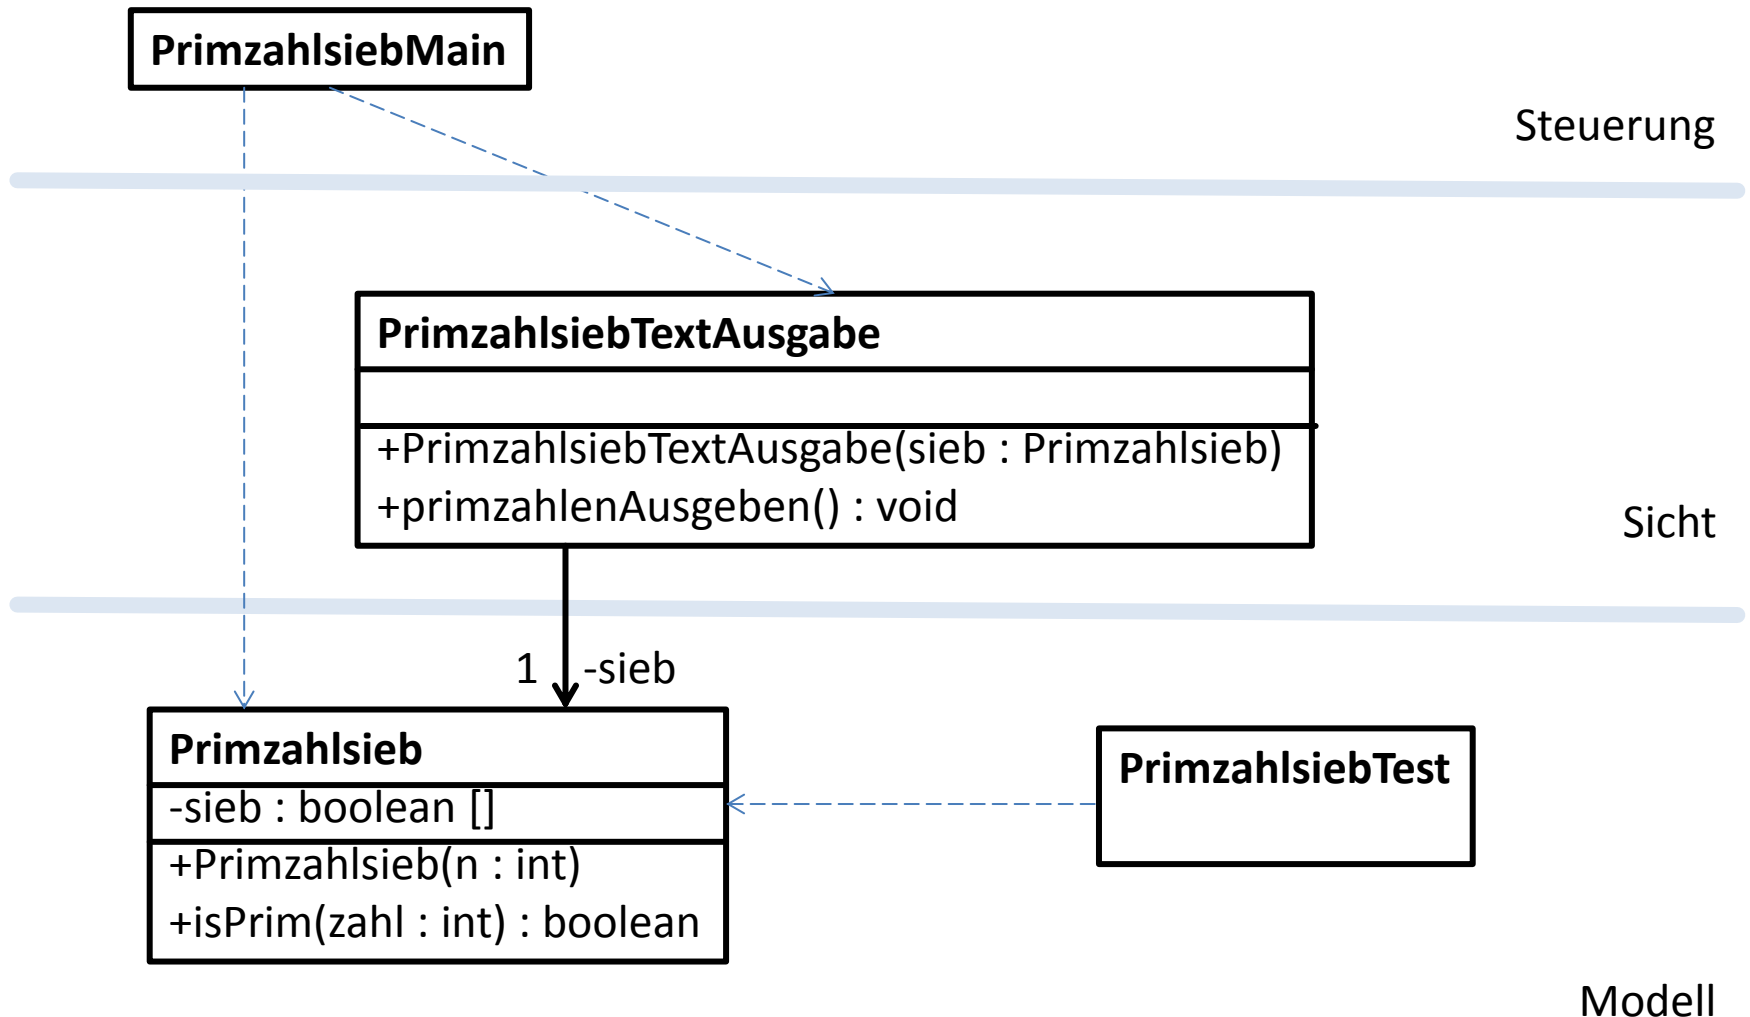 PrimzahlsiebMain
Steuerung
PrimzahlsiebTextAusgabe
+PrimzahlsiebTextAusgabe(sieb : Primzahlsieb)
+primzahlenAusgeben() : void
Sicht
1 -sieb
Primzahlsieb
-sieb : boolean []
+Primzahlsieb(n : int)
+isPrim(zahl : int) : boolean
PrimzahlsiebTest
Modell